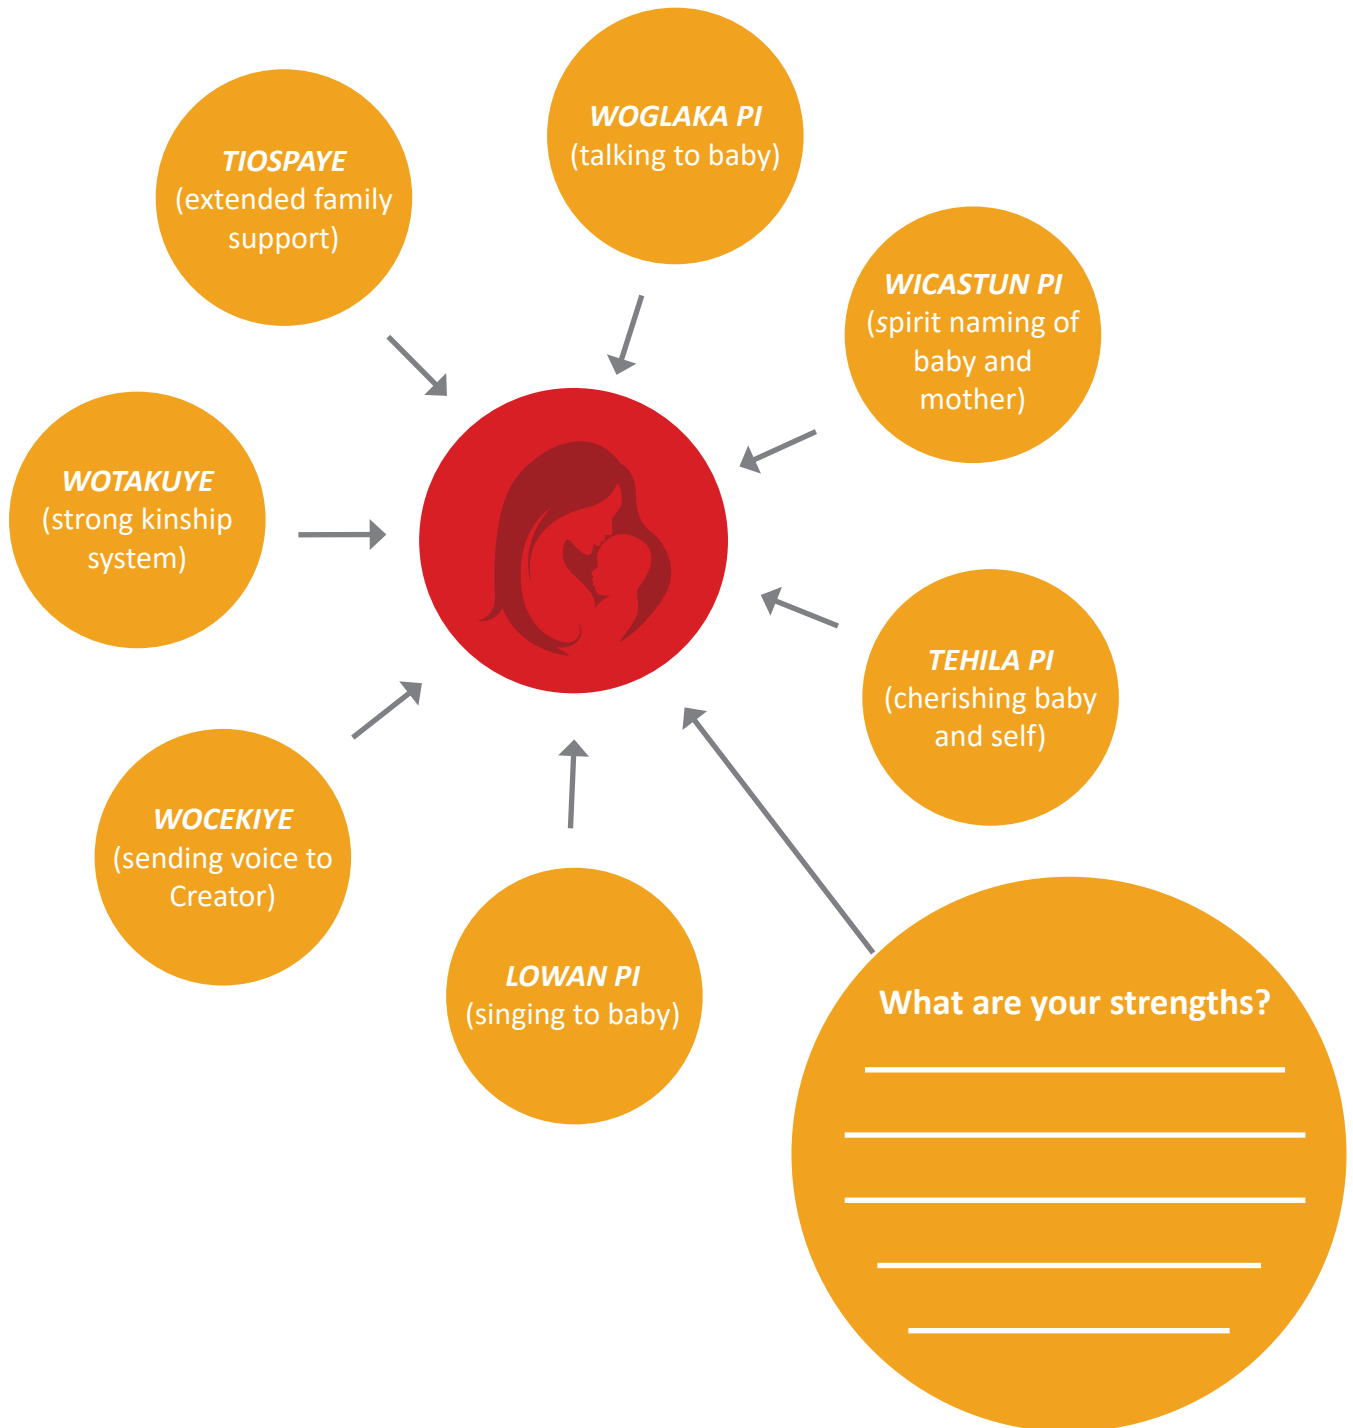 WOGLAKA PI
(talking to baby)
TIOSPAYE
(extended family
support)
WICASTUN PI
(spirit naming of
baby and
mother)
WOTAKUYE
(strong kinship
system)
TEHILA PI
(cherishing baby
and self)
WOCEKIYE
(sending voice to
Creator)
LOWAN PI
(singing to baby)
What are your strengths?